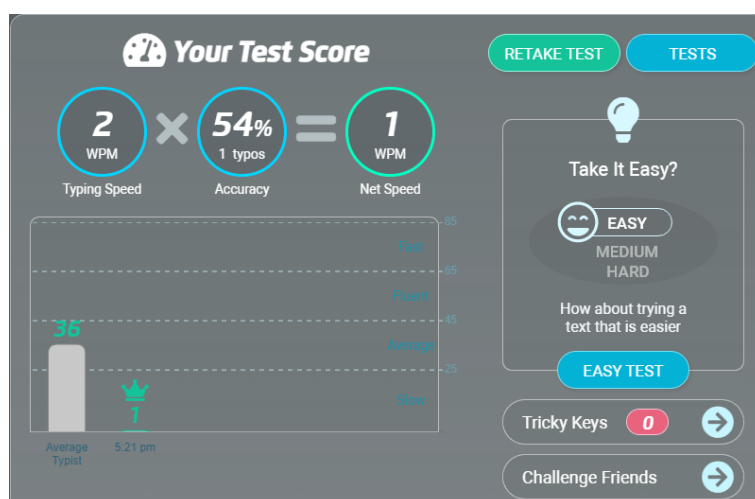 Your Test Score
RETAKE TEST
TESTS
2
WPM
Typing Speed
54%
1 typos
Accuracy
1
WPM
Net Speed
Take It Easy?
EASY
MEDIUM
HARD
How about trying a
text that is easier
EASY TEST
85
Fast
65
Fluent
45
Average
25
Slow
36
1
Average
Typist
5:21 pm
Tricky Keys 0
Challenge Friends